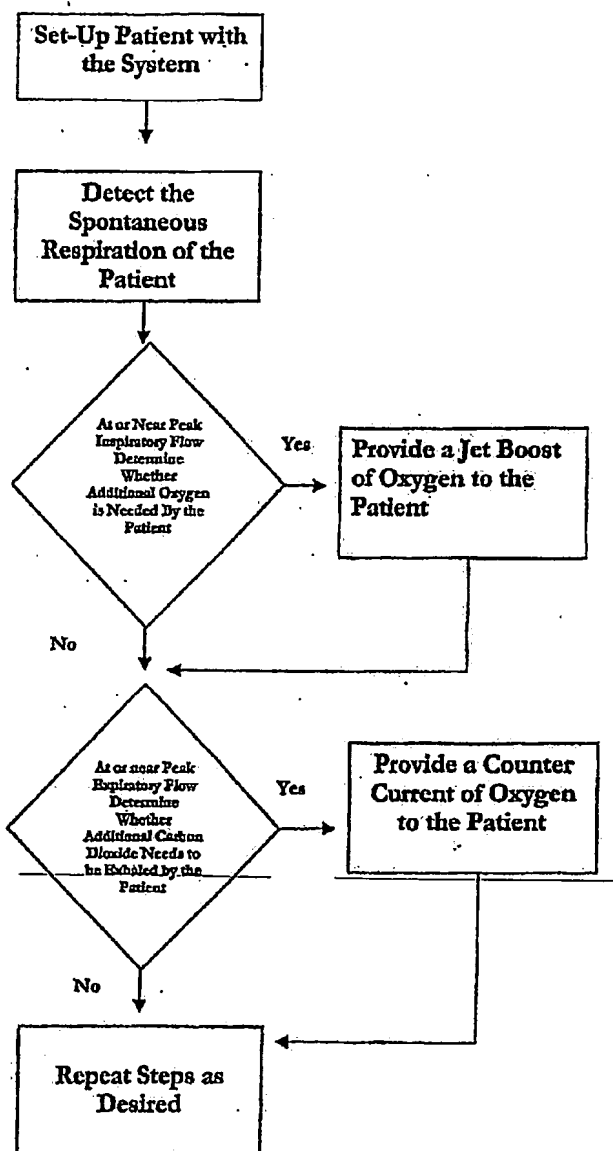 Set-Up Patient with
the System
Detect the
Spontaneous
Respiration of the
Patient
At or Near Peak
Inspiratory Flow
Determine
Whether
Additional Oxygen
is Needed By the
Patient
Yes
Provide a Jet Boost
of Oxygen to the
Patient
No
At or near Peak
Expiratory Flow
Determine
Whether
Additional Carbon
Dioxide Needs to
be Exhaled by the
Patient
Yes
Provide a Counter
Current of Oxygen
to the Patient
No
Repeat Steps as
Desired